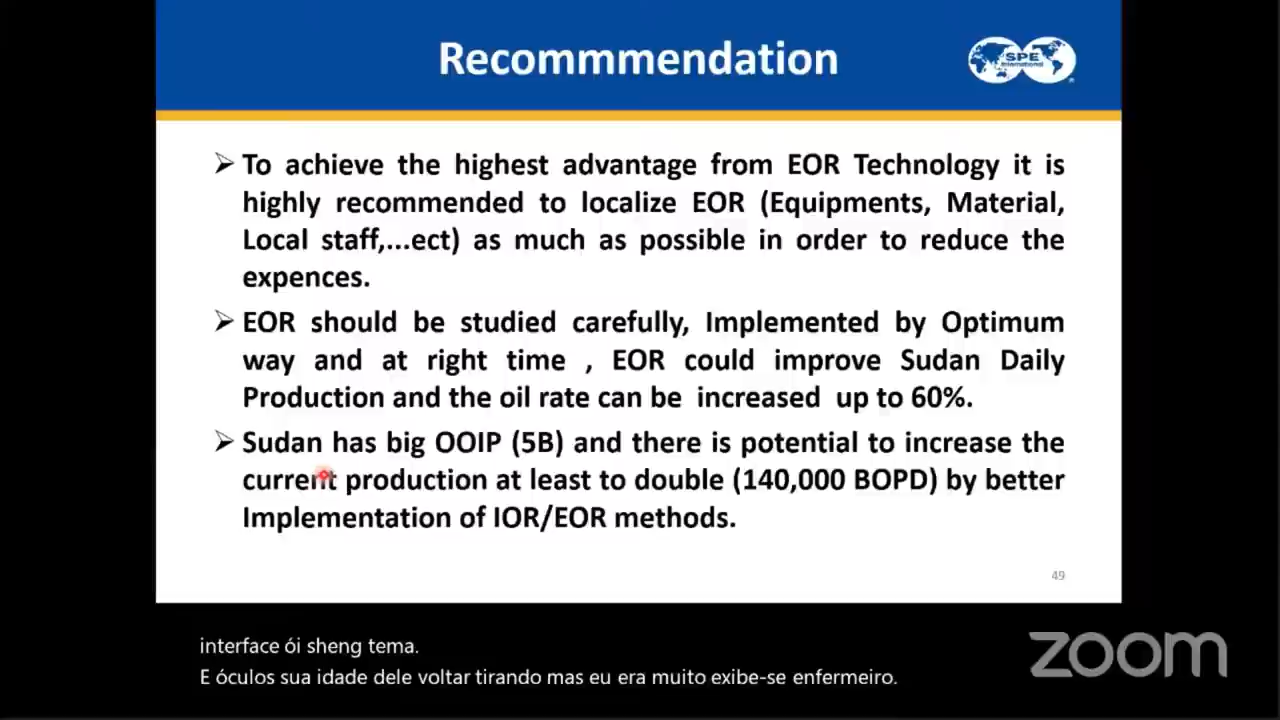 Recommmendation
SPE
International
➢ To achieve the highest advantage from EOR Technology it is
highly recommended to localize EOR (Equipments, Material,
Local staff,...ect) as much as possible in order to reduce the
expences.
➢ EOR should be studied carefully, Implemented by Optimum
way and at right time , EOR could improve Sudan Daily
Production and the oil rate can be increased up to 60%.
➢ Sudan has big OOIP (5B) and there is potential to increase the
current production at least to double (140,000 BOPD) by better
Implementation of IOR/EOR methods.
49
interface ói sheng tema.
E óculos sua idade dele voltar tirando mas eu era muito exibe-se enfermeiro.
zoom